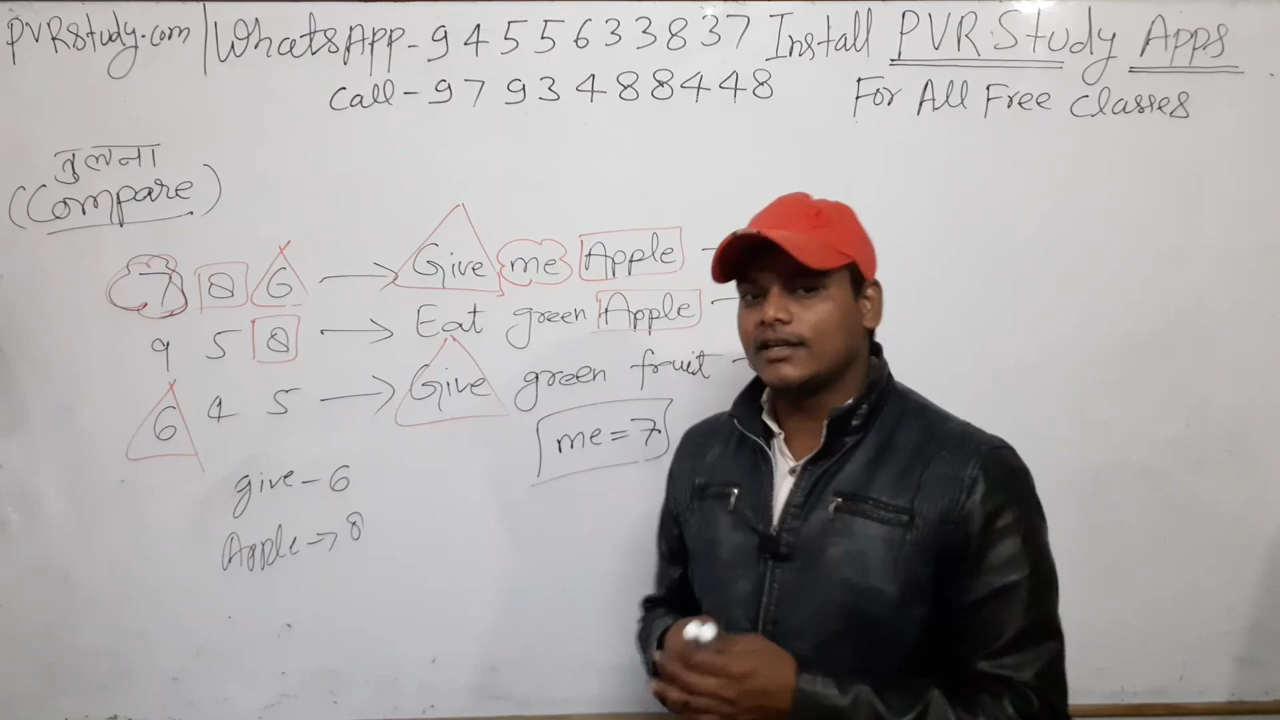 PVRStudy.com | WhatsApp - 9455633837 Install PVR Study Apps
Call - 9793488448 For All Free Classes
तुलना
(Compare)
7 8 6 → Give me Apple -
9 5 8 → Eat green Apple -
6 4 5 → Give green fruit -
me = 7
give - 6
Apple → 8